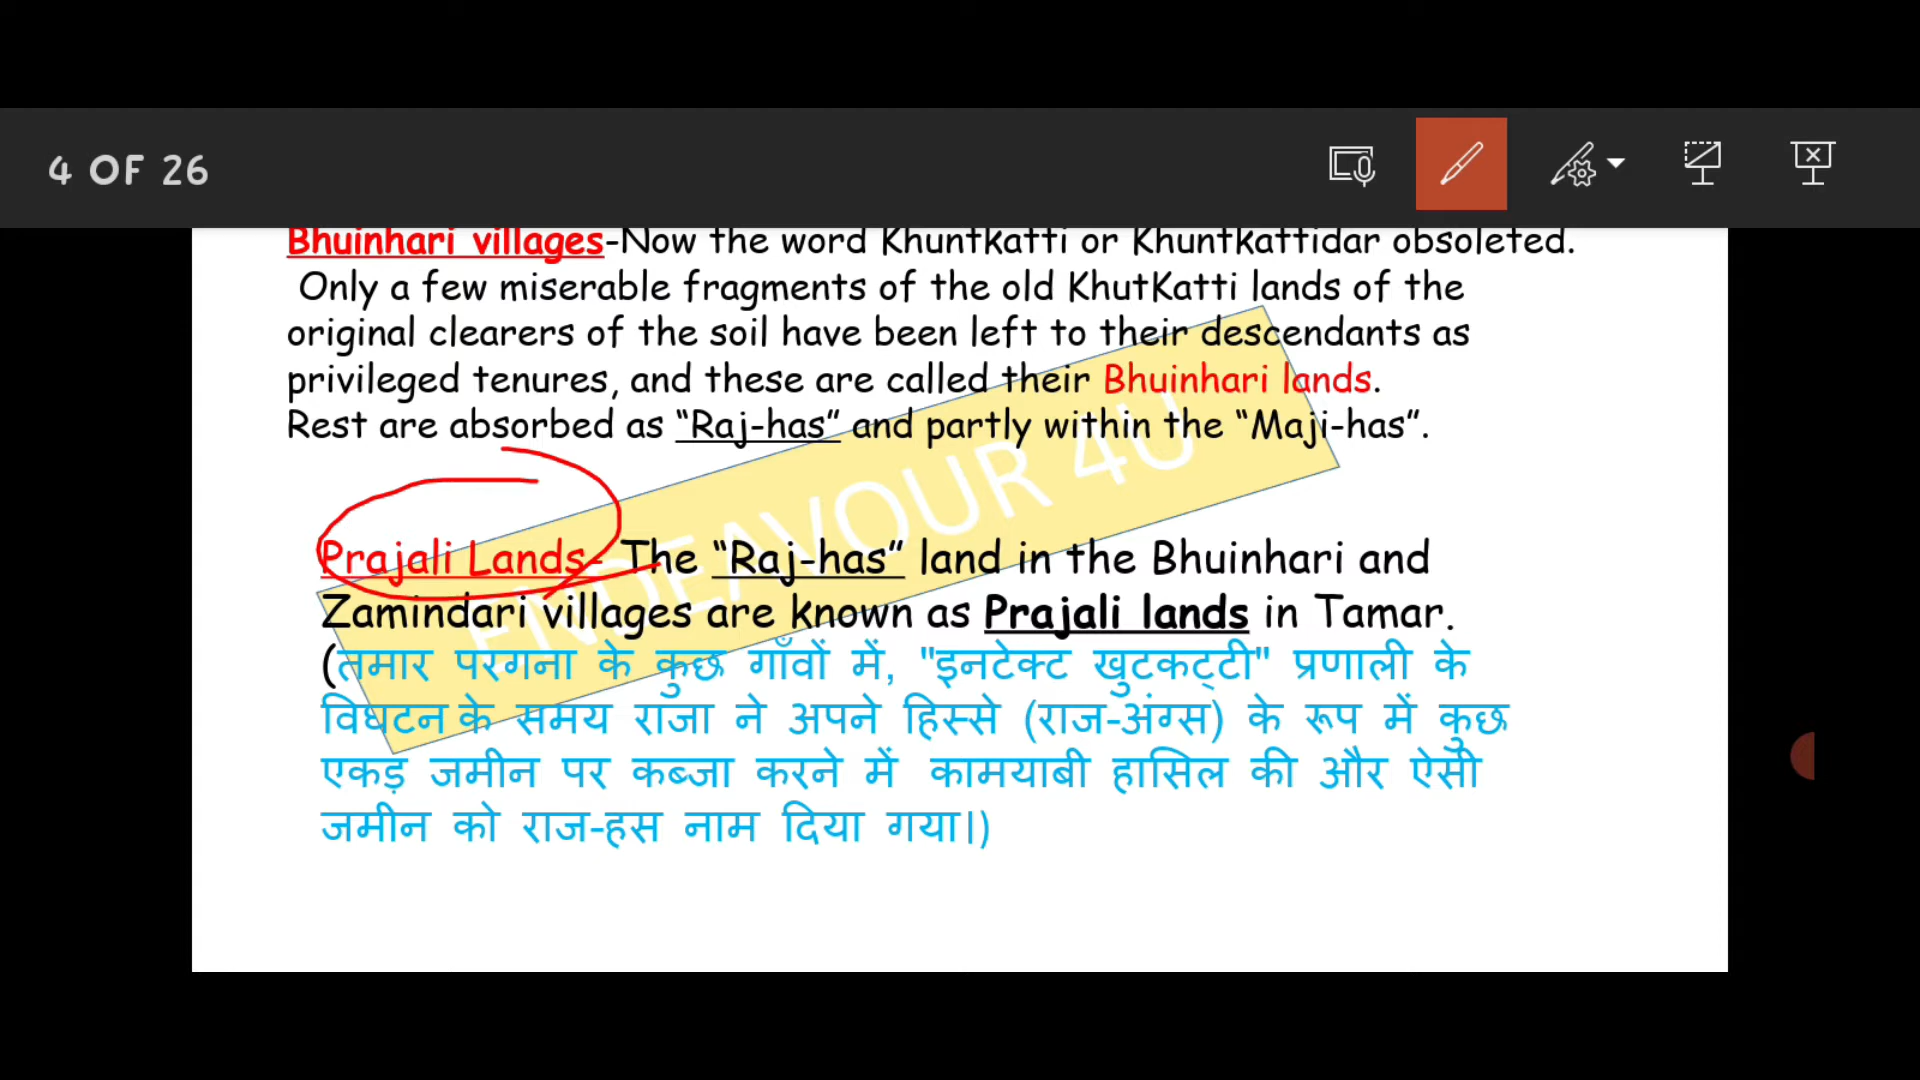 4 OF 26
Bhuinhari villages-Now the word Khuntkatti or Khuntkattidar obsoleted.
Only a few miserable fragments of the old KhutKatti lands of the
original clearers of the soil have been left to their descendants as
privileged tenures, and these are called their Bhuinhari lands.
Rest are absorbed as “Raj-has” and partly within the “Maji-has”.
ENDEAVOUR 4U
Prajali Lands- The “Raj-has” land in the Bhuinhari and
Zamindari villages are known as Prajali lands in Tamar.
(तमार परगना के कुछ गाँवों में, "इनटेक्ट खुटकट्टी" प्रणाली के
विघटन के समय राजा ने अपने हिस्से (राज-अंग्स) के रूप में कुछ
एकड़ जमीन पर कब्जा करने में कामयाबी हासिल की और ऐसी
जमीन को राज-हस नाम दिया गया।)